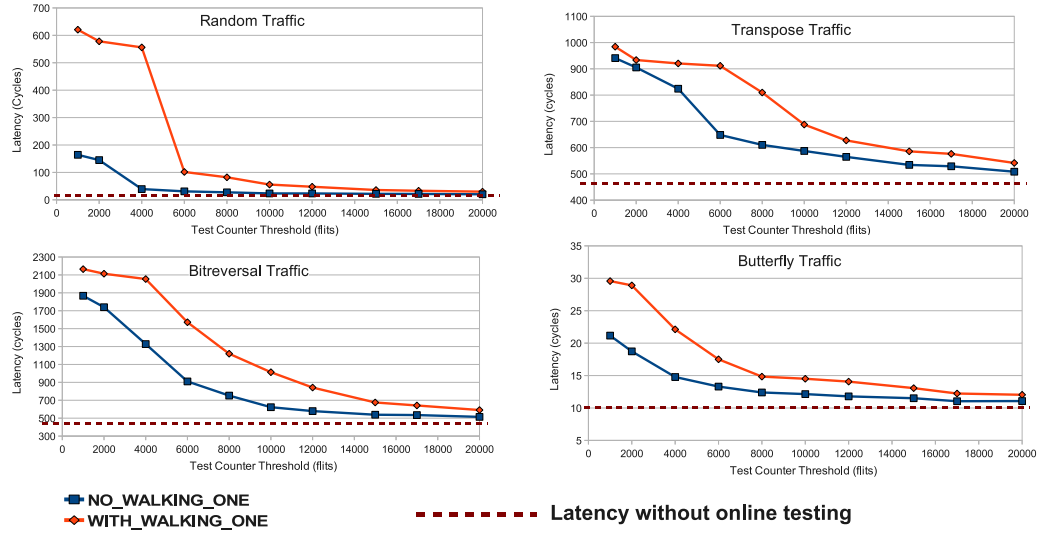 Random Traffic
Latency (Cycles)
700
600
500
400
300
200
100
0
0 2000 4000 6000 8000 10000 12000 14000 16000 18000 20000
Test Counter Threshold (flits)
Transpose Traffic
Latency (cycles)
1100
1000
900
800
700
600
500
400
0 2000 4000 6000 8000 10000 12000 14000 16000 18000 20000
Test Counter Threshold (flits)
Bitreversal Traffic
Latency (cycles)
2300
2100
1900
1700
1500
1300
1100
900
700
500
300
0 2000 4000 6000 8000 10000 12000 14000 16000 18000 20000
Test Counter Threshold (flits)
Butterfly Traffic
Latency (cycles)
35
30
25
20
15
10
5
0 2000 4000 6000 8000 10000 12000 14000 16000 18000 20000
Test Counter Threshold (flits)
NO_WALKING_ONE
WITH_WALKING_ONE
Latency without online testing